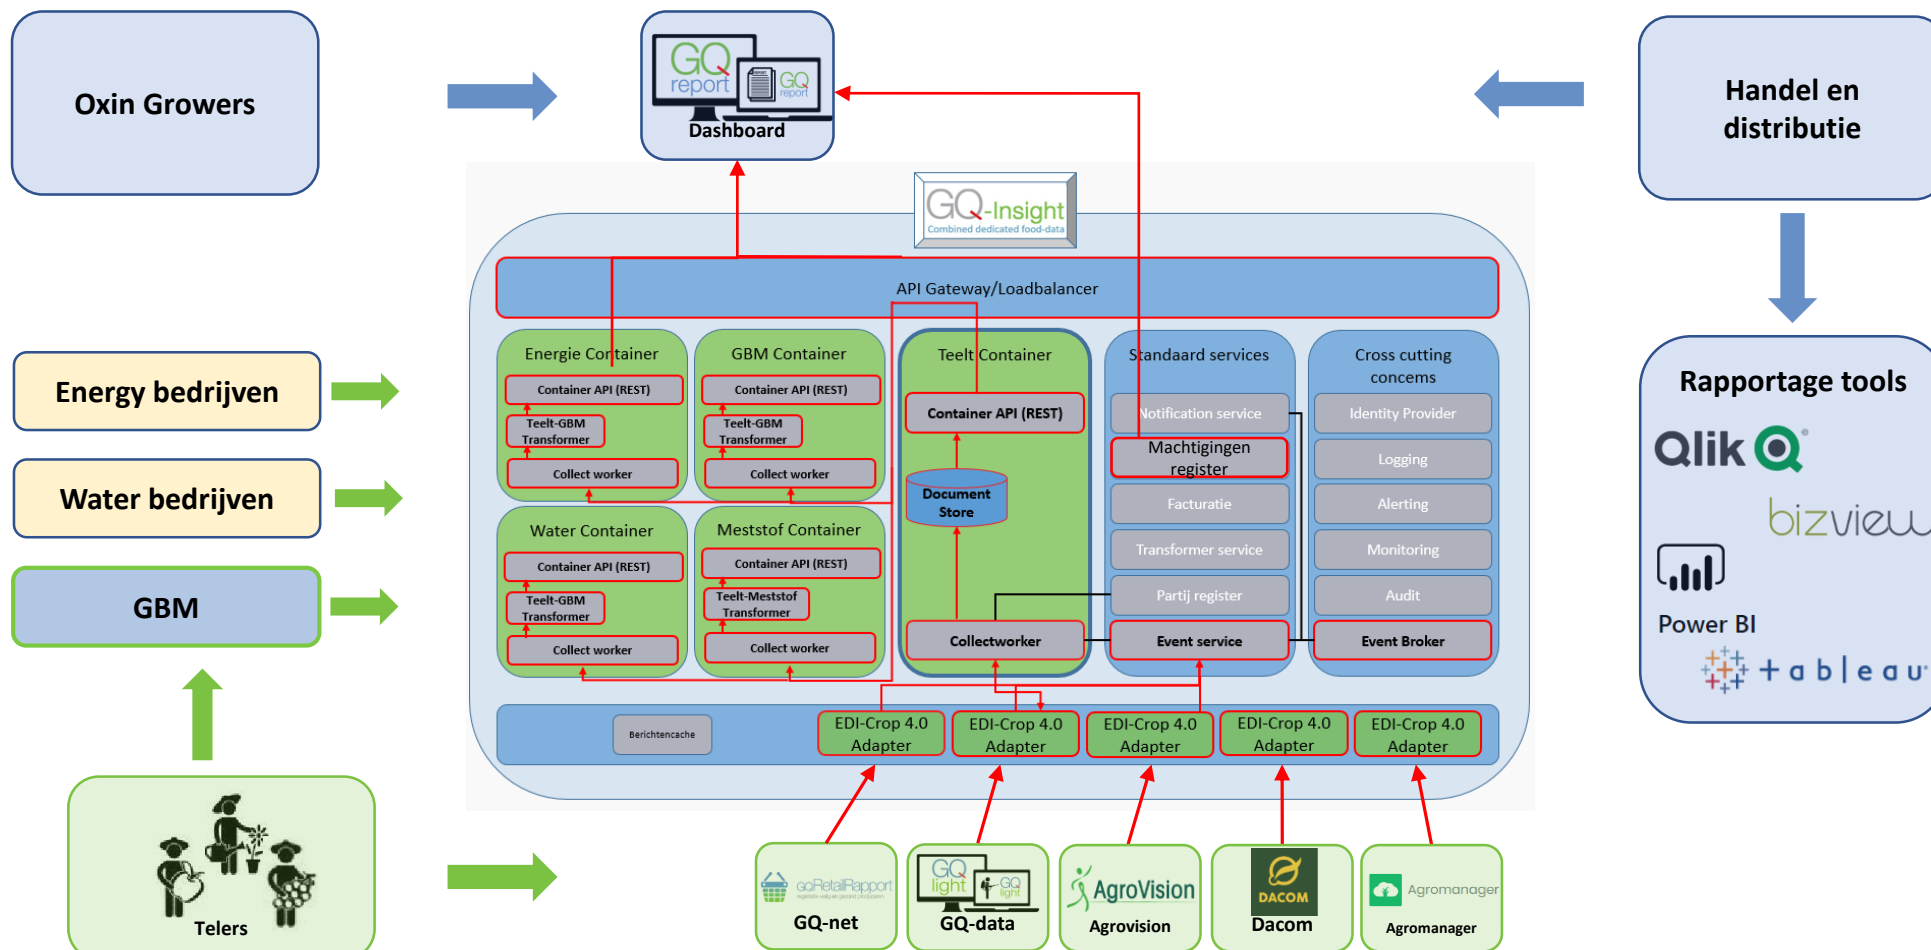 Oxin Growers
GQ
report
REPORT
GQ
report
Dashboard
Handel en
distributie
GQ-Insight
Combined dedicated food-data
API Gateway/Loadbalancer
Energie Container
Container API (REST)
Teelt-GBM
Transformer
Collect worker
GBM Container
Container API (REST)
Teelt-GBM
Transformer
Collect worker
Water Container
Container API (REST)
Teelt-GBM
Transformer
Collect worker
Meststof Container
Container API (REST)
Teelt-Meststof
Transformer
Collect worker
Teelt Container
Container API (REST)
Document
Store
Collectworker
Standaard services
Notification service
Machtigingen
register
Facturatie
Transformer service
Partij register
Event service
Cross cutting
concems
Identity Provider
Logging
Alerting
Monitoring
Audit
Event Broker
Energy bedrijven
Water bedrijven
GBM
Telers
Rapportage tools
Qlik
bizview
Power BI
+ a b l e a u
Berichtencache
EDI-Crop 4.0
Adapter
EDI-Crop 4.0
Adapter
EDI-Crop 4.0
Adapter
EDI-Crop 4.0
Adapter
EDI-Crop 4.0
Adapter
GQRetailRapport
GQ-net
GQ
light
GQ
light
GQ-data
AgroVision
Agrovision
DACOM
Dacom
Agromanager
Agromanager